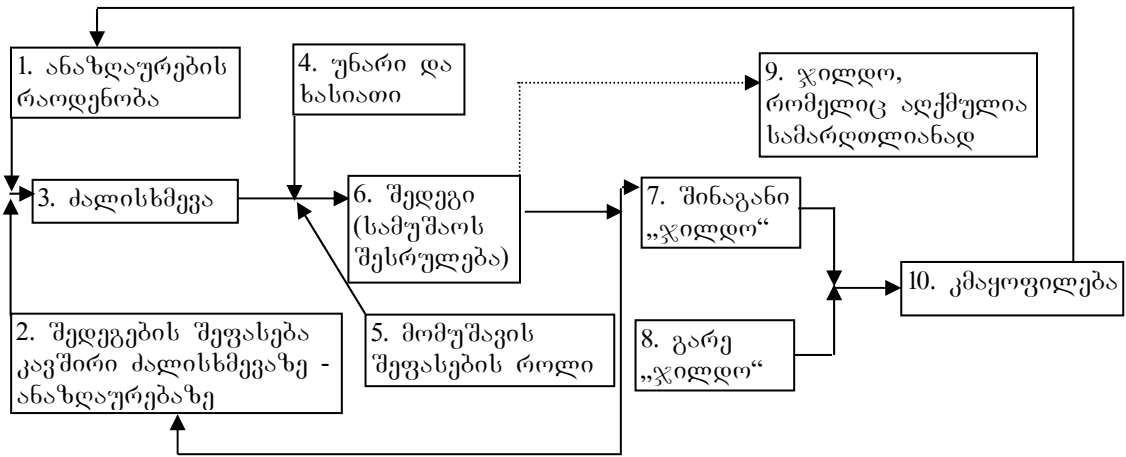 1. ანაზღაურების
რაოდენობა
2. შედეგების შეფასება
კავშირი ძალისხმევაზე -
ანაზღაურებაზე
3. ძალისხმევა
4. უნარი და
ხასიათი
5. მომუშავის
შეფასების როლი
6. შედეგი
(სამუშაოს
შესრულება)
7. შინაგანი
„ჯილდო“
8. გარე
„ჯილდო“
9. ჯილდო,
რომელიც აღქმულია
სამარღთლიანად
10. კმაყოფილება